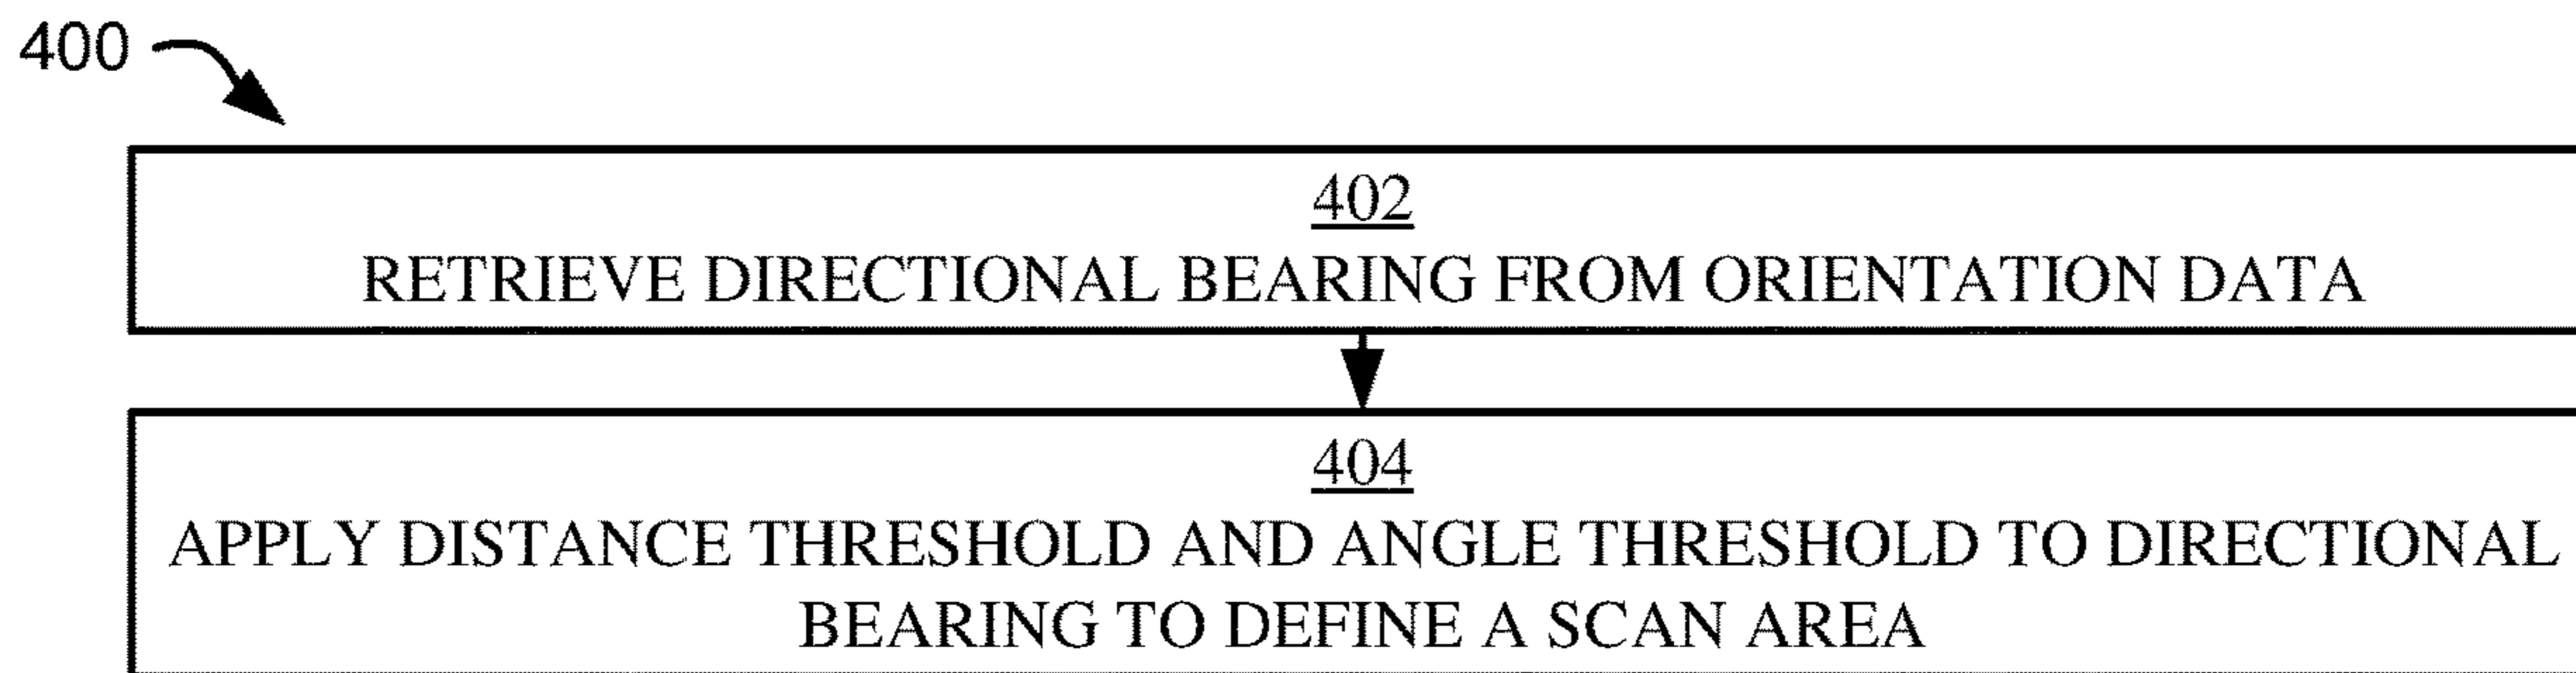 400
402
RETRIEVE DIRECTIONAL BEARING FROM ORIENTATION DATA
404
APPLY DISTANCE THRESHOLD AND ANGLE THRESHOLD TO DIRECTIONAL
BEARING TO DEFINE A SCAN AREA